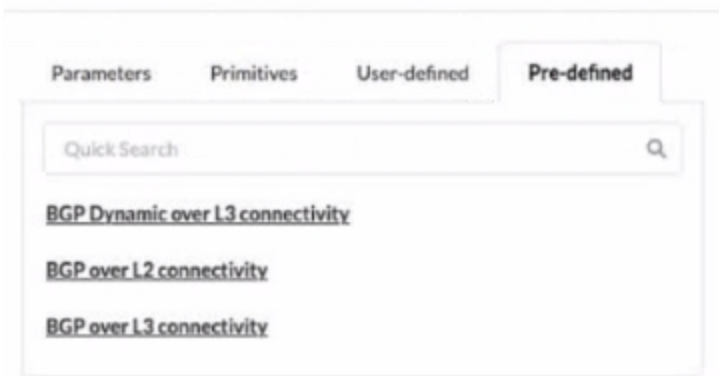 Parameters Primitives User-defined Pre-defined
Quick Search
BGP Dynamic over L3 connectivity
BGP over L2 connectivity
BGP over L3 connectivity